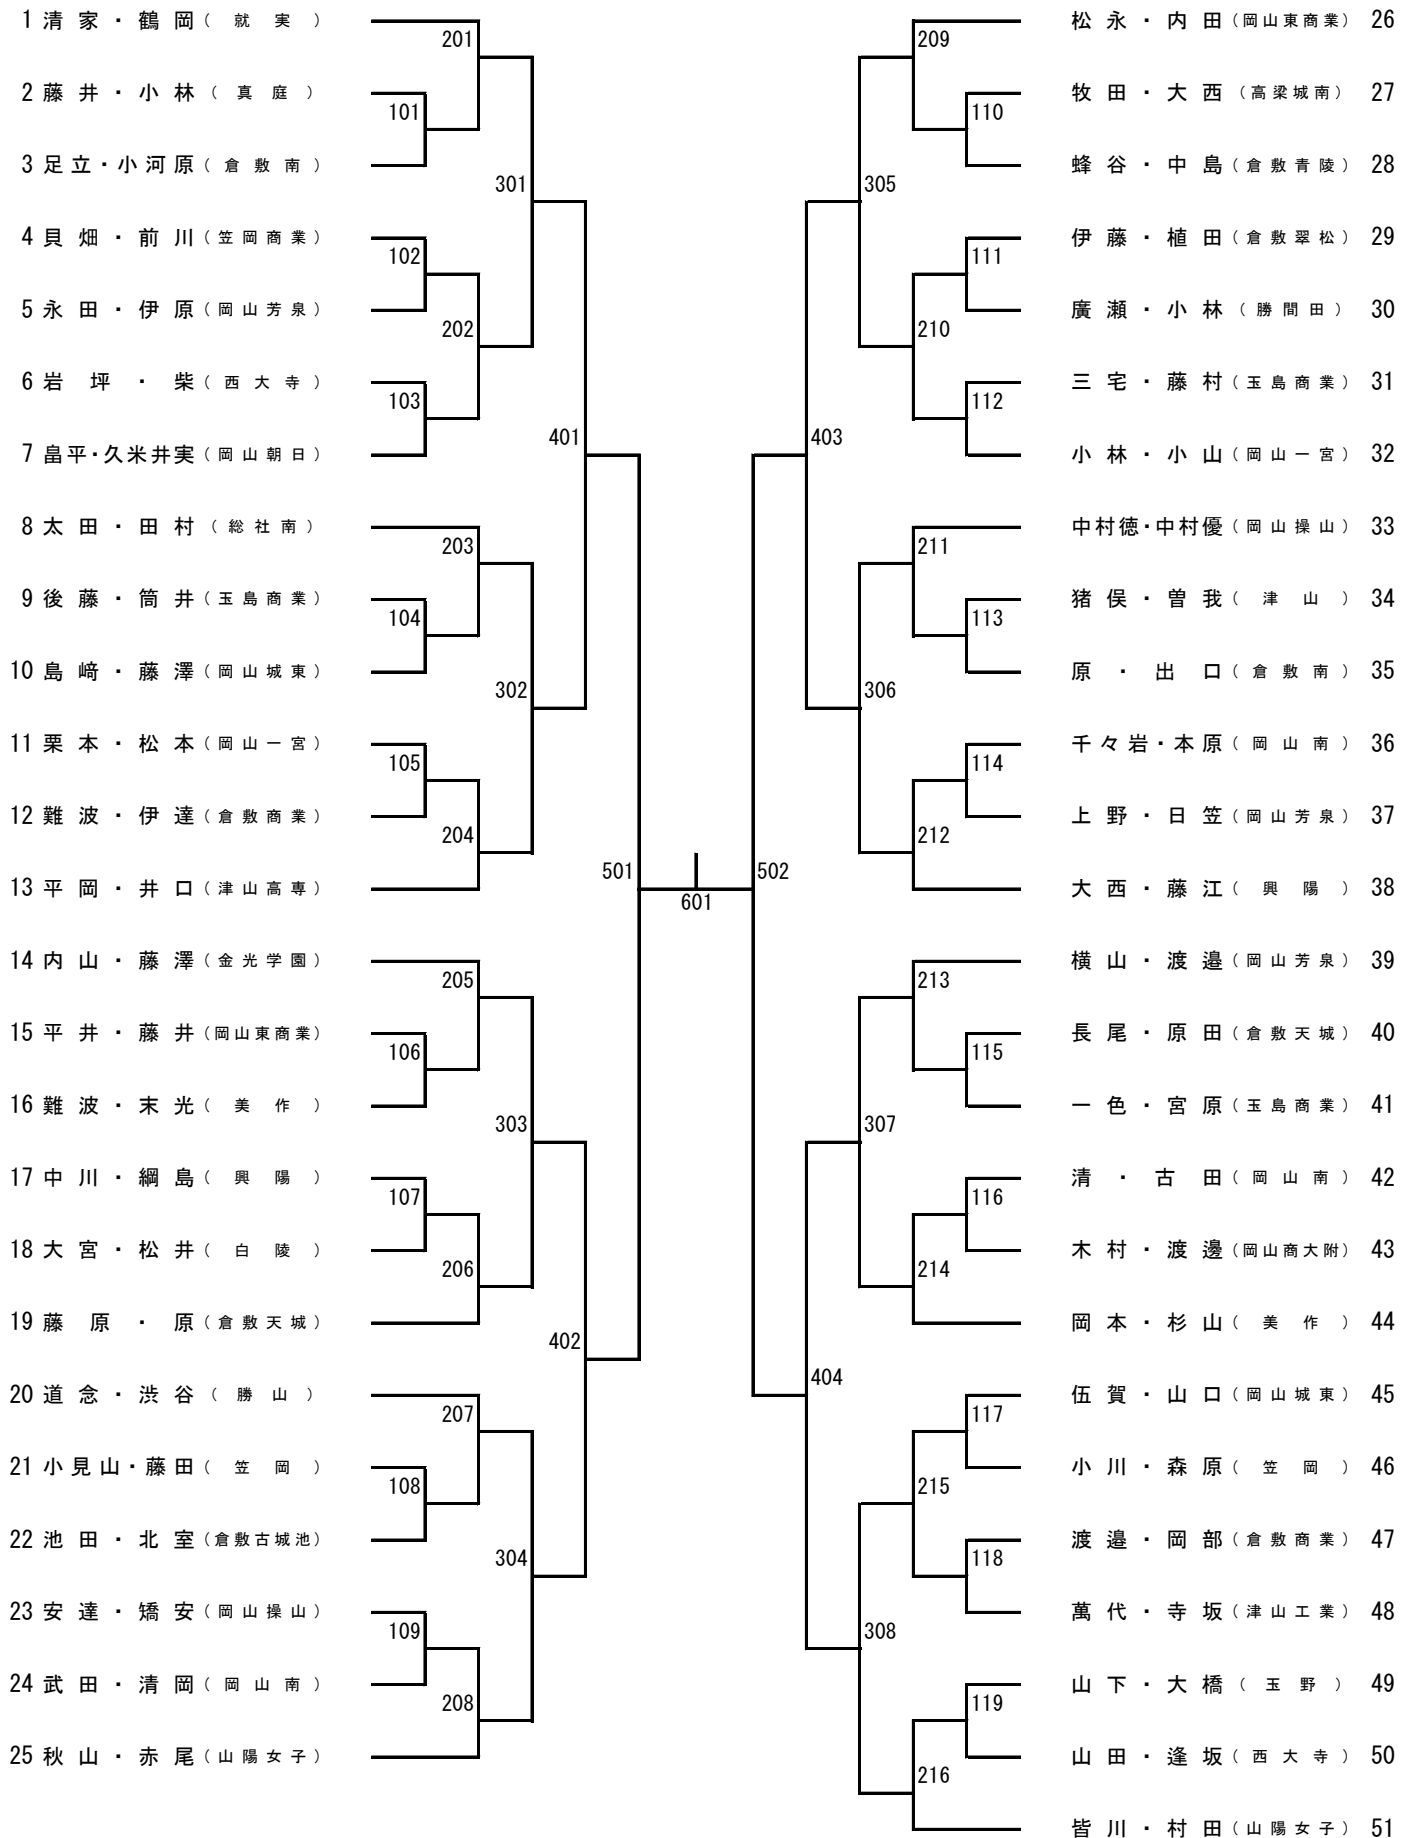 1 清家・鶴岡（就実）
201
2 藤井・小林（真庭）
101
3 足立・小河原（倉敷南）
301
4 貝畑・前川（笠岡商業）
102
5 永田・伊原（岡山芳泉）
202
6 岩坪・柴（西大寺）
103
401
7 畠平・久米井実（岡山朝日）
8 太田・田村（総社南）
203
9 後藤・筒井（玉島商業）
104
10 島﨑・藤澤（岡山城東）
302
11 栗本・松本（岡山一宮）
105
12 難波・伊達（倉敷商業）
204
501
13 平岡・井口（津山高専）
14 内山・藤澤（金光学園）
205
15 平井・藤井（岡山東商業）
106
16 難波・末光（美作）
303
17 中川・綱島（興陽）
107
18 大宮・松井（白陵）
206
19 藤原・原（倉敷天城）
402
20 道念・渋谷（勝山）
207
21 小見山・藤田（笠岡）
108
22 池田・北室（倉敷古城池）
304
23 安達・矯安（岡山操山）
109
24 武田・清岡（岡山南）
208
25 秋山・赤尾（山陽女子）
601
松永・内田（岡山東商業） 26
209
牧田・大西（高梁城南） 27
110
蜂谷・中島（倉敷青陵） 28
305
伊藤・植田（倉敷翠松） 29
111
廣瀬・小林（勝間田） 30
210
三宅・藤村（玉島商業） 31
112
403
小林・小山（岡山一宮） 32
中村徳・中村優（岡山操山） 33
211
猪俣・曽我（津山） 34
113
原・出口（倉敷南） 35
306
千々岩・本原（岡山南） 36
114
上野・日笠（岡山芳泉） 37
212
502
大西・藤江（興陽） 38
横山・渡邉（岡山芳泉） 39
213
長尾・原田（倉敷天城） 40
115
一色・宮原（玉島商業） 41
307
清・古田（岡山南） 42
116
木村・渡邊（岡山商大附） 43
214
岡本・杉山（美作） 44
404
伍賀・山口（岡山城東） 45
117
小川・森原（笠岡） 46
215
渡邉・岡部（倉敷商業） 47
118
萬代・寺坂（津山工業） 48
308
山下・大橋（玉野） 49
119
山田・逢坂（西大寺） 50
216
皆川・村田（山陽女子） 51